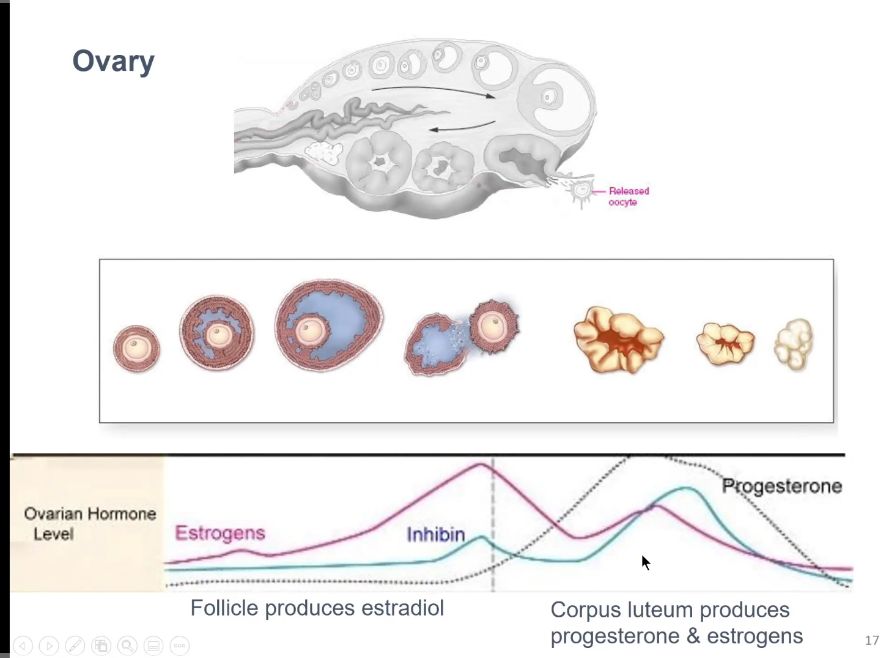 Ovary
Released
oocyte
Progesterone
Ovarian Hormone
Level
Estrogens
Inhibin
Follicle produces estradiol
Corpus luteum produces
progesterone & estrogens
17